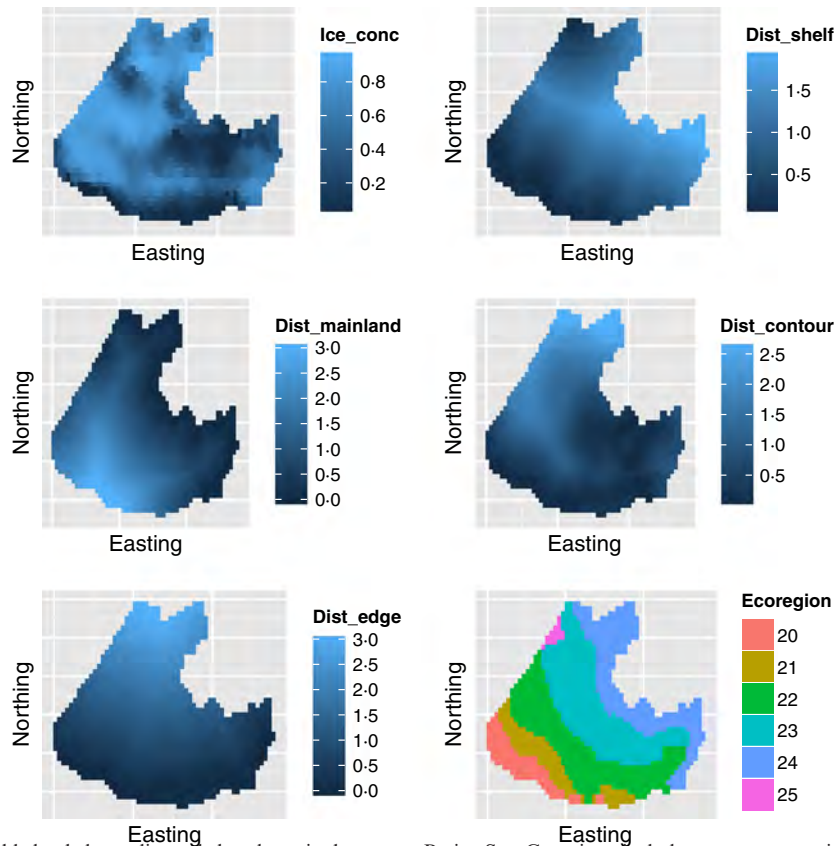 Ice_conc
0·8
0·6
0·4
0·2
Northing
Easting
Dist_shelf
1·5
1·0
0·5
Northing
Easting
Dist_mainland
3·0
2·5
2·0
1·5
1·0
0·5
0·0
Northing
Easting
Dist_contour
2·5
2·0
1·5
1·0
0·5
Northing
Easting
Dist_edge
3·0
2·5
2·0
1·5
1·0
0·5
0·0
Northing
Easting
Ecoregion
20
21
22
23
24
25
Northing
Easting